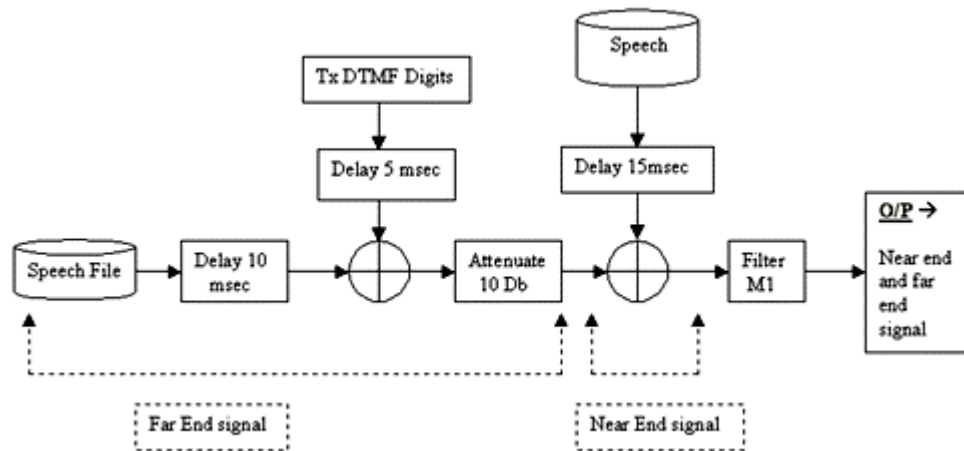 Speech
Tx DTMF Digits
Delay 5 msec
Delay 15msec
Speech File
Delay 10
msec
Attenuate
10 Db
Filter
M1
O/P →
Near end
and far
end
signal
Far End signal
Near End signal